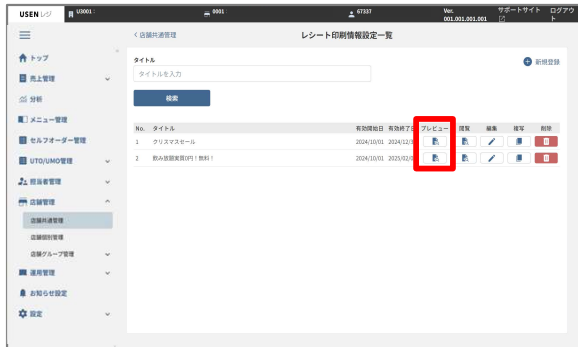 USEN レジ U3001 : 0001 : 67337 Ver. 001.001.001.001 サポートサイト ログアウト
< 店舗共通管理 レシート印刷情報設定一覧
トップ
売上管理
分析
メニュー管理
セルフオーダー管理
UTO/UMO管理
担当者管理
店舗管理
店舗共通管理
店舗個別管理
店舗グループ管理
運用管理
お知らせ設定
設定
タイトル
新規登録
タイトルを入力
検索
No. タイトル 有効開始日 有効終了日 プレビュー 閲覧 編集 複写 削除
1 クリスマスセール 2024/10/01 2024/12/
2 飲み放題実質0円！無料！ 2024/10/01 2025/02/